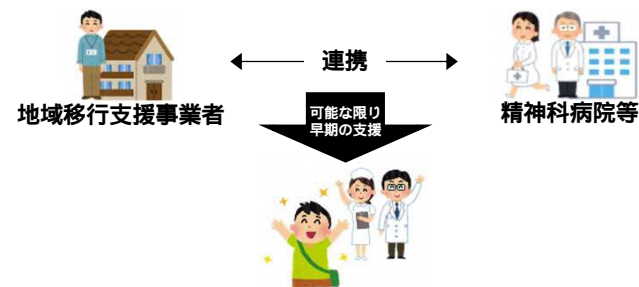 連携
地域移行支援事業者
精神科病院等
可能な限り
早期の支援